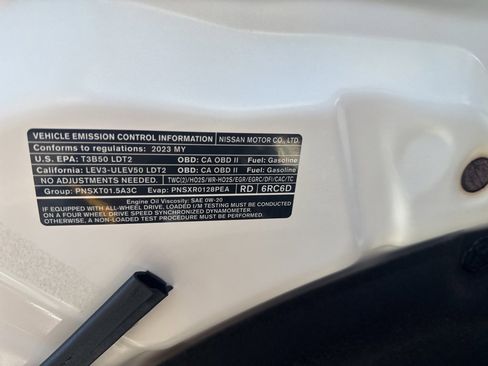 VEHICLE EMISSION CONTROL INFORMATION NISSAN MOTOR CO., LTD.
Conforms to regulations: 2023 MY
U.S. EPA: T3B50 LDT2 OBD: CA OBD II Fuel: Gasoline
California: LEV3-ULEV50 LDT2 OBD: CA OBD II Fuel: Gasoline
NO ADJUSTMENTS NEEDED. TWC(2)/HO2S/WR-HO2S/EGR/EGRC/DFI/CAC/TC
Group: PNSXT01.5A3C Evap: PNSXR0128PEA RD 6RC6D
Engine Oil Viscosity: SAE 0W-20
IF EQUIPPED WITH ALL-WHEEL DRIVE, LOADED I/M TESTING MUST BE CONDUCTED
ON A FOUR WHEEL DRIVE SPEED SYNCHRONIZED DYNAMOMETER.
OTHERWISE, A NON-LOADED TEST PROCEDURE MUST BE CONDUCTED.